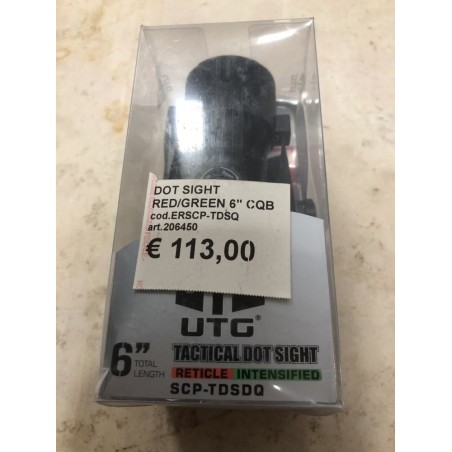 DOT SIGHT
RED/GREEN 6" CQB
cod.ERSCP-TDSQ
art.206450
€ 113,00
UTG®
6”
TOTAL
LENGTH
TACTICAL DOT SIGHT
RETICLE INTENSIFIED
SCP-TDSDQ